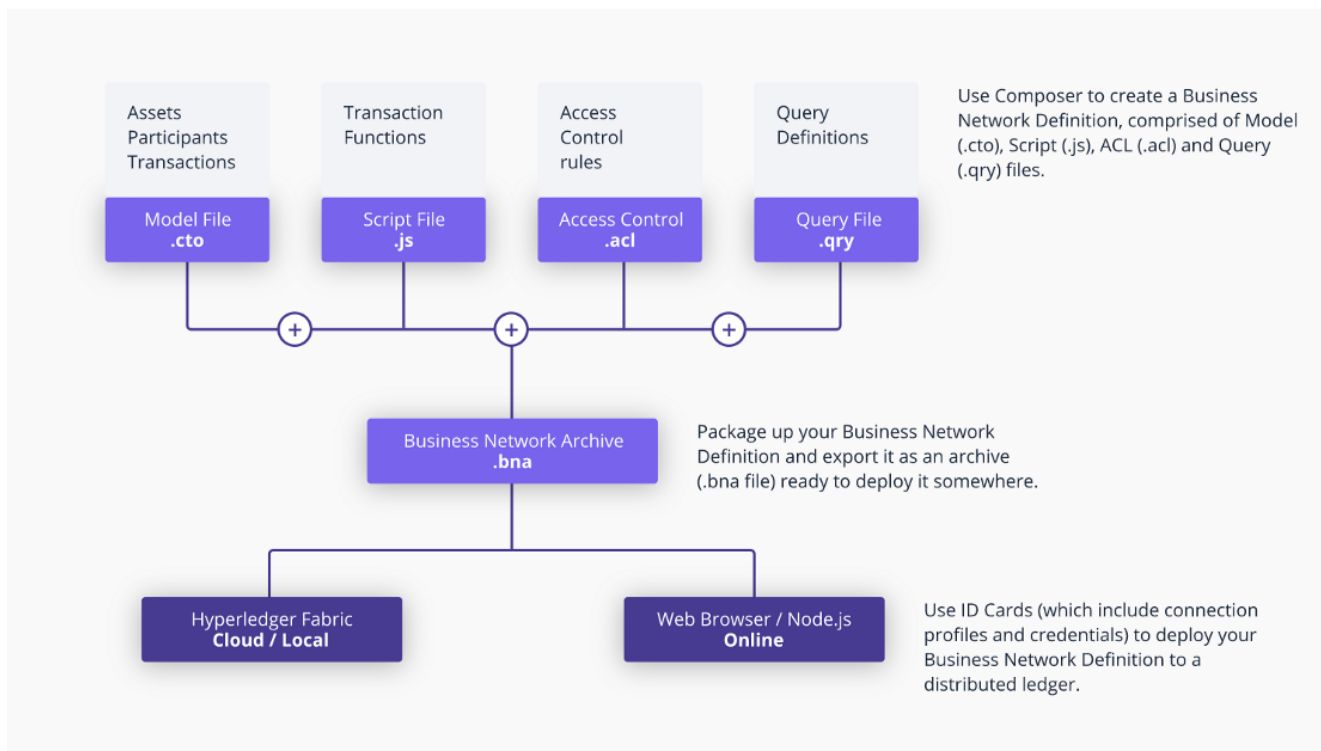 Assets
Participants
Transactions
Model File
.cto
Transaction
Functions
Script File
.js
Access
Control
rules
Access Control
.acl
Query
Definitions
Query File
.qry
Use Composer to create a Business
Network Definition, comprised of Model
(.cto), Script (.js), ACL (.acl) and Query
(.qry) files.
+
+
+
Business Network Archive
.bna
Package up your Business Network
Definition and export it as an archive
(.bna file) ready to deploy it somewhere.
Hyperledger Fabric
Cloud / Local
Web Browser / Node.js
Online
Use ID Cards (which include connection
profiles and credentials) to deploy your
Business Network Definition to a
distributed ledger.